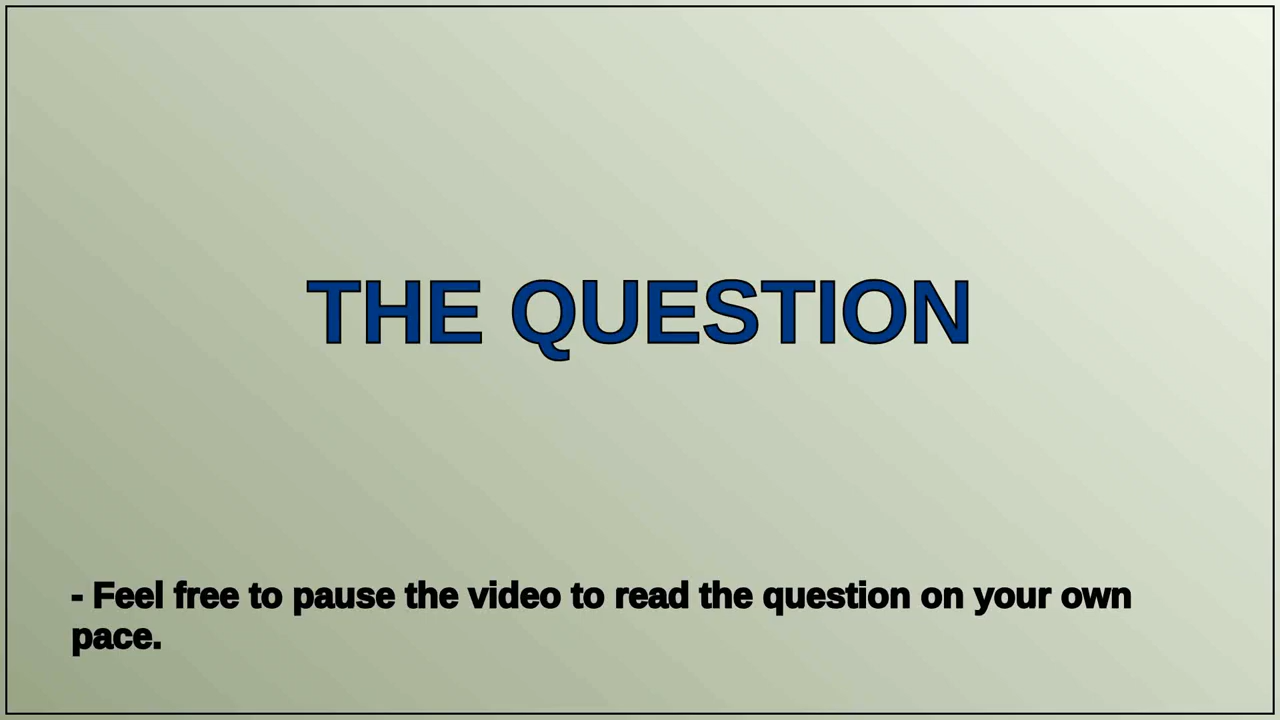 THE QUESTION
- Feel free to pause the video to read the question on your own
pace.